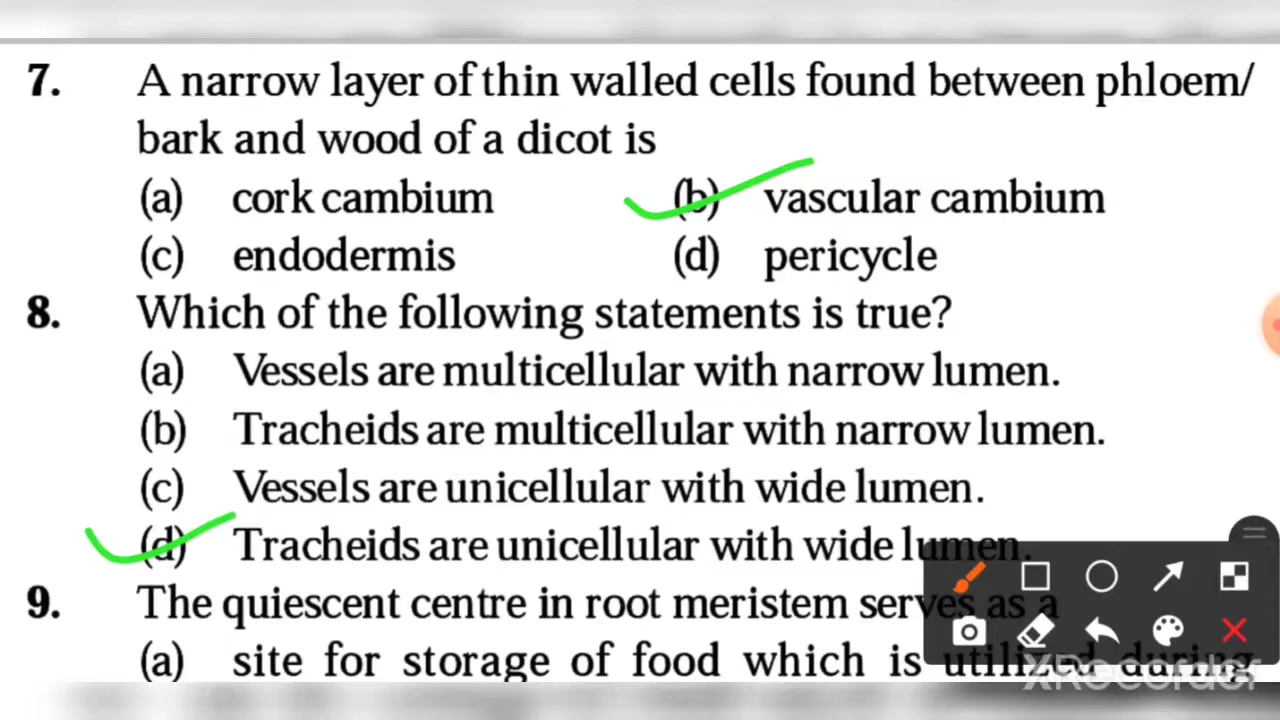 7. A narrow layer of thin walled cells found between phloem/
bark and wood of a dicot is
(a) cork cambium (b) vascular cambium
(c) endodermis (d) pericycle
8. Which of the following statements is true?
(a) Vessels are multicellular with narrow lumen.
(b) Tracheids are multicellular with narrow lumen.
(c) Vessels are unicellular with wide lumen.
(d) Tracheids are unicellular with wide lumen.
9. The quiescent centre in root meristem serves as a
(a) site for storage of food which is utilized during
XRecorder